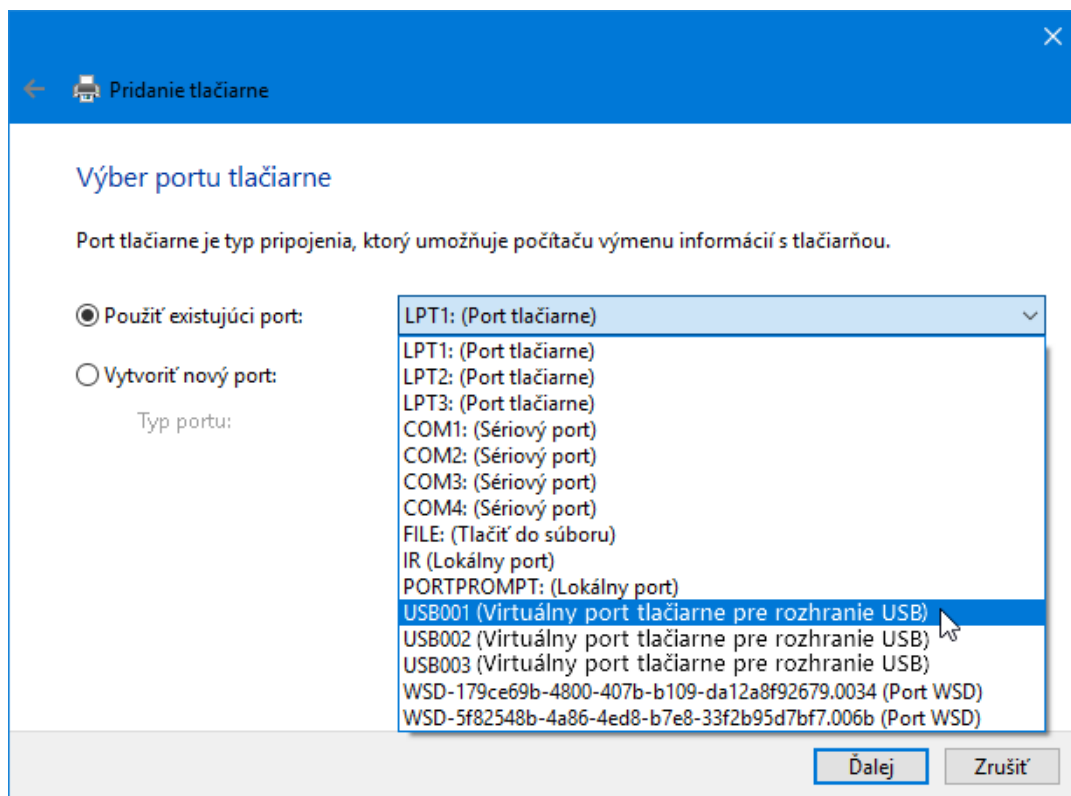 Pridanie tlačiarne
Výber portu tlačiarne
Port tlačiarne je typ pripojenia, ktorý umožňuje počítaču výmenu informácií s tlačiarňou.
Použiť existujúci port:
LPT1: (Port tlačiarne)
Vytvoriť nový port:
Typ portu:
LPT1: (Port tlačiarne)
LPT2: (Port tlačiarne)
LPT3: (Port tlačiarne)
COM1: (Sériový port)
COM2: (Sériový port)
COM3: (Sériový port)
COM4: (Sériový port)
FILE: (Tlačiť do súboru)
IR (Lokálny port)
PORTPROMPT: (Lokálny port)
USB001 (Virtuálny port tlačiarne pre rozhranie USB)
USB002 (Virtuálny port tlačiarne pre rozhranie USB)
USB003 (Virtuálny port tlačiarne pre rozhranie USB)
WSD-179ce69b-4800-407b-b109-da12a8f92679.0034 (Port WSD)
WSD-5f82548b-4a86-4ed8-b7e8-33f2b95d7bf7.006b (Port WSD)
Ďalej
Zrušiť